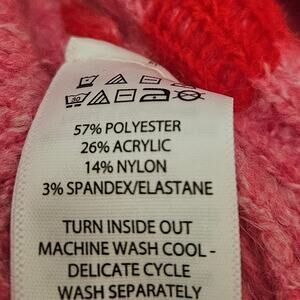 30
57% POLYESTER
26% ACRYLIC
14% NYLON
3% SPANDEX/ELASTANE
TURN INSIDE OUT
MACHINE WASH COOL -
DELICATE CYCLE
WASH SEPARATELY